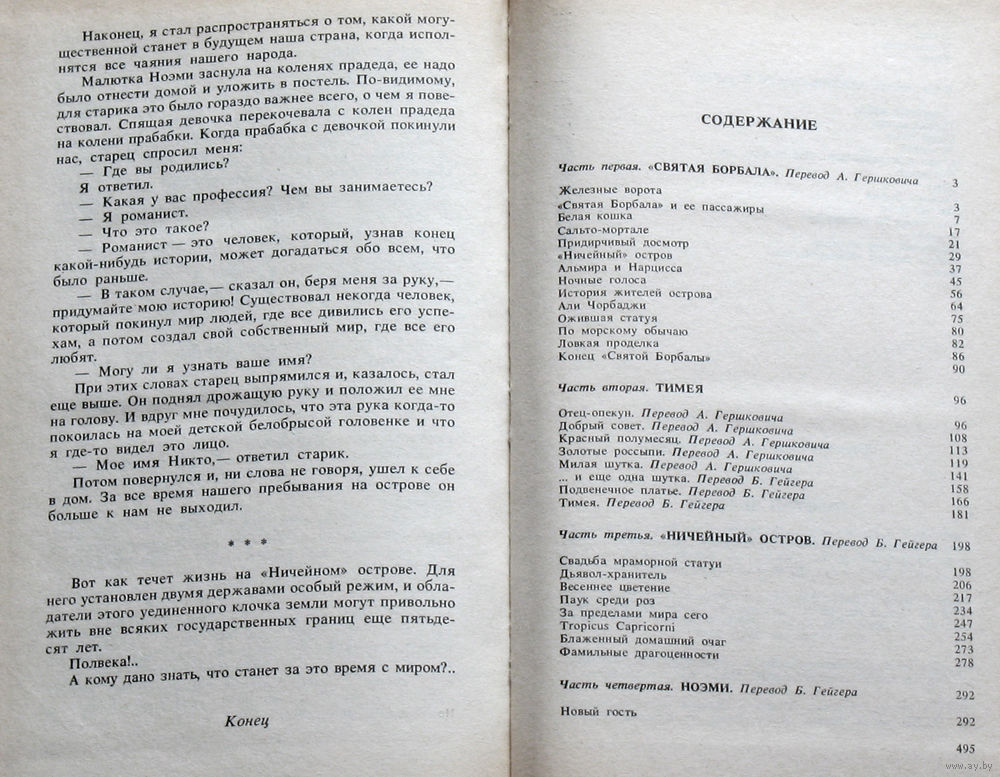 Наконец, я стал распространяться о том, какой могу-
щественной станет в будущем наша страна, когда испол-
нятся все чаяния нашего народа.
Малютка Ноэми заснула на коленях прадеда, ее надо
было отнести домой и уложить в постель. По-видимому,
для старика это было гораздо важнее всего, о чем я пове-
ствовал. Спящая девочка перекочевала с колен прадеда
на колени прабабки. Когда прабабка с девочкой покинули
нас, старец спросил меня:
— Где вы родились?
Я ответил.
— Какая у вас профессия? Чем вы занимаетесь?
— Я романист.
— Что это такое?
— Романист — это человек, который, узнав конец
какой-нибудь истории, может догадаться обо всем, что
было раньше.
— В таком случае,— сказал он, беря меня за руку,—
придумайте мою историю! Существовал некогда человек,
который покинул мир людей, где все дивились его успе-
хам, а потом создал свой собственный мир, где все его
любят.
— Могу ли я узнать ваше имя?
При этих словах старец выпрямился и, казалось, стал
еще выше. Он поднял дрожащую руку и положил ее мне
на голову. И вдруг мне почудилось, что эта рука когда-то
покоилась на моей детской белобрысой головенке и что
я где-то видел это лицо.
— Мое имя Никто,— ответил старик.
Потом повернулся и, ни слова не говоря, ушел к себе
в дом. За все время нашего пребывания на острове он
больше к нам не выходил.
* * *
Вот как течет жизнь на «Ничейном» острове. Для
него установлен двумя державами особый режим, и обла-
датели этого уединенного клочка земли могут привольно
жить вне всяких государственных границ еще пятьде-
сят лет.
Полвека!..
А кому дано знать, что станет за это время с миром?..
Конец
СОДЕРЖАНИЕ
Часть первая. «СВЯТАЯ БОРБАЛА». Перевод А. Гершковича 3
Железные ворота 3
«Святая Борбала» и ее пассажиры 7
Белая кошка 17
Сальто-мортале 21
Придирчивый досмотр 29
«Ничейный» остров 37
Альмира и Нарцисса 45
Ночные голоса 56
История жителей острова 64
Али Чорбаджи 75
Ожившая статуя 80
По морскому обычаю 82
Ловкая проделка 86
Конец «Святой Борбалы» 90
Часть вторая. ТИМЕЯ 96
Отец-опекун. Перевод А. Гершковича 96
Добрый совет. Перевод А. Гершковича 108
Красный полумесяц. Перевод А. Гершковича 113
Золотые россыпи. Перевод А. Гершковича 119
Милая шутка. Перевод А. Гершковича 141
... и еще одна шутка. Перевод Б. Гейгера 158
Подвенечное платье. Перевод Б. Гейгера 166
Тимея. Перевод Б. Гейгера 181
Часть третья. «НИЧЕЙНЫЙ» ОСТРОВ. Перевод Б. Гейгера 198
Свадьба мраморной статуи 198
Дьявол-хранитель 206
Весеннее цветение 217
Паук среди роз 234
За пределами мира сего 247
Tropicus Capricorni 254
Блаженный домашний очаг 273
Фамильные драгоценности 278
Часть четвертая. НОЭМИ. Перевод Б. Гейгера 292
Новый гость 292
495
www.ay.by